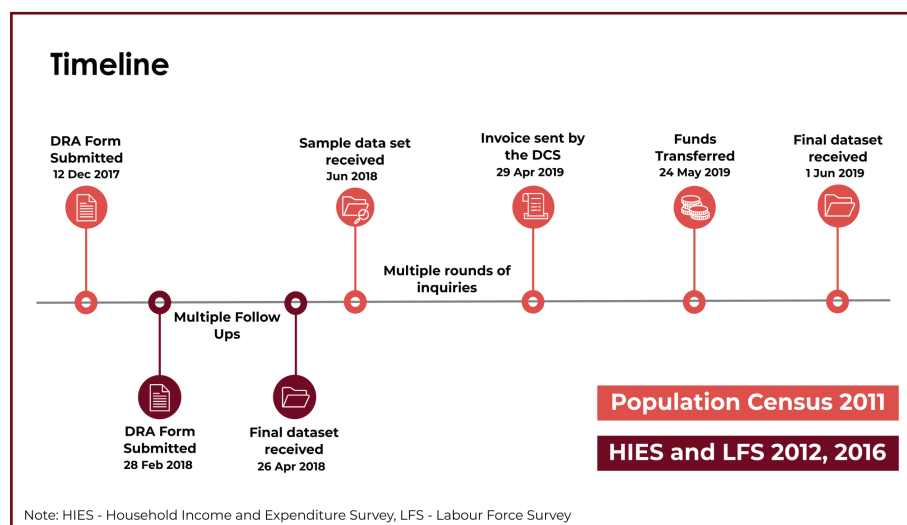 Timeline
DRA Form
Submitted
12 Dec 2017
Sample data set
received
Jun 2018
Invoice sent by
the DCS
29 Apr 2019
Funds
Transferred
24 May 2019
Final dataset
received
1 Jun 2019
Multiple rounds of
inquiries
Multiple Follow
Ups
DRA Form
Submitted
28 Feb 2018
Final dataset
received
26 Apr 2018
Population Census 2011
HIES and LFS 2012, 2016
Note: HIES - Household Income and Expenditure Survey, LFS - Labour Force Survey